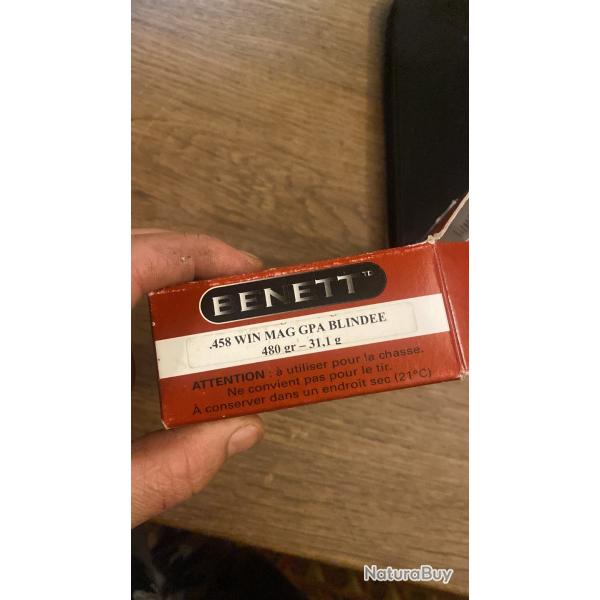 BENETT TD
.458 WIN MAG GPA BLINDEE
480 gr – 31,1 g
ATTENTION : à utiliser pour la chasse.
Ne convient pas pour le tir.
À conserver dans un endroit sec (21°C)
NaturaBuy